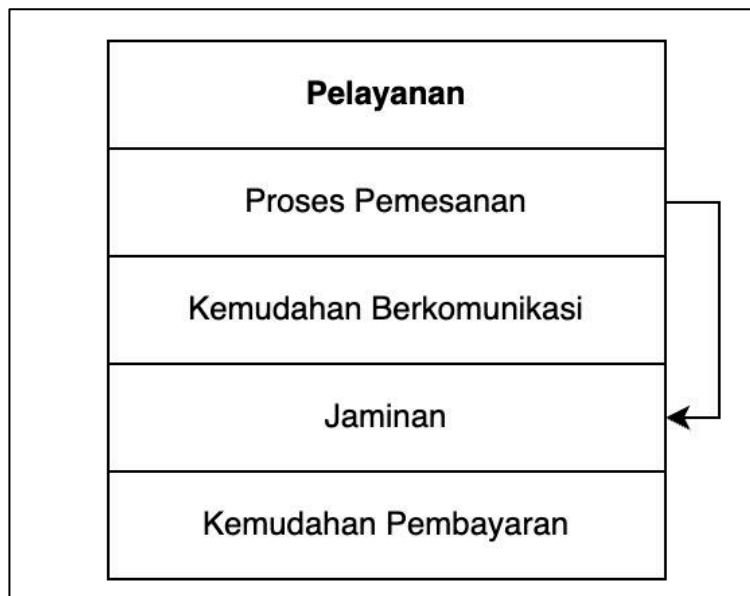 Pelayanan
Proses Pemesanan
Kemudahan Berkomunikasi
Jaminan
Kemudahan Pembayaran